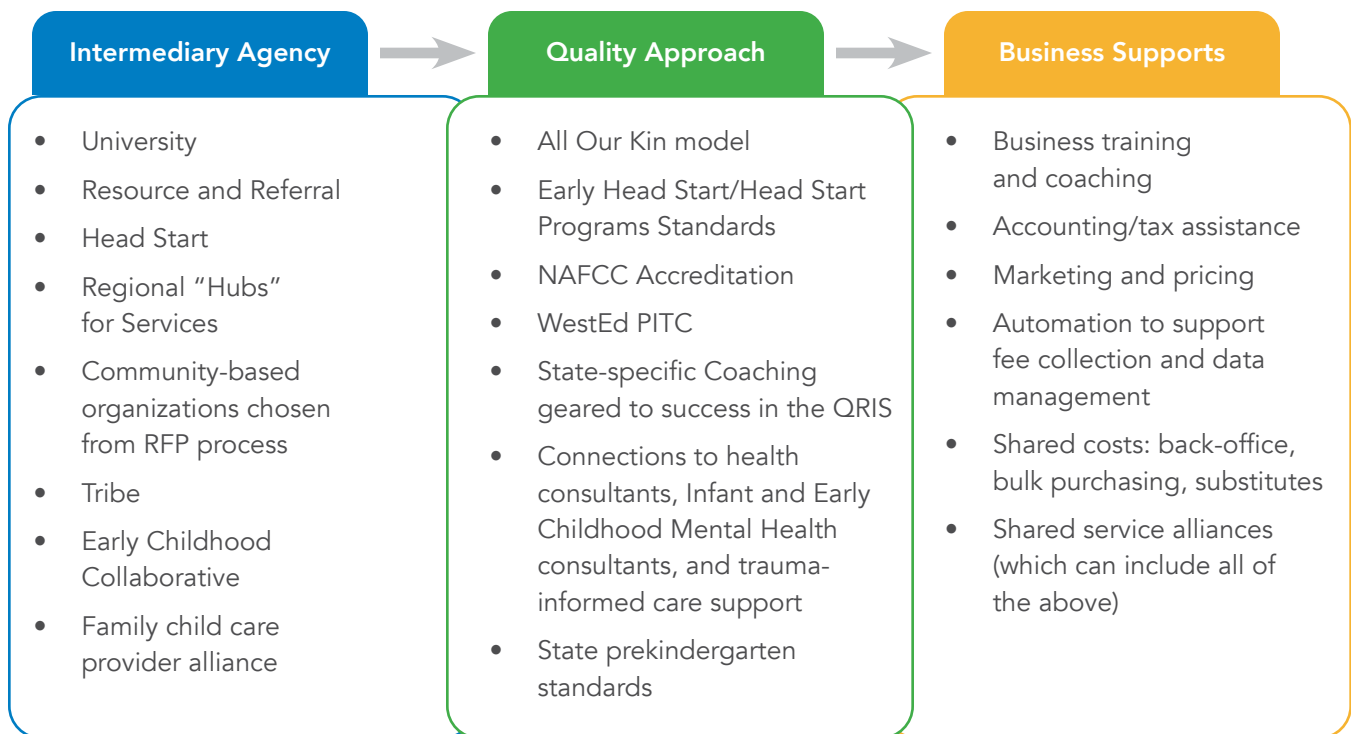 Intermediary Agency
• University
• Resource and Referral
• Head Start
• Regional “Hubs”
for Services
• Community-based
organizations chosen
from RFP process
• Tribe
• Early Childhood
Collaborative
• Family child care
provider alliance
Quality Approach
• All Our Kin model
• Early Head Start/Head Start
Programs Standards
• NAFCC Accreditation
• WestEd PITC
• State-specific Coaching
geared to success in the QRIS
• Connections to health
consultants, Infant and Early
Childhood Mental Health
consultants, and trauma-
informed care support
• State prekindergarten
standards
Business Supports
• Business training
and coaching
• Accounting/tax assistance
• Marketing and pricing
• Automation to support
fee collection and data
management
• Shared costs: back-office,
bulk purchasing, substitutes
• Shared service alliances
(which can include all of
the above)